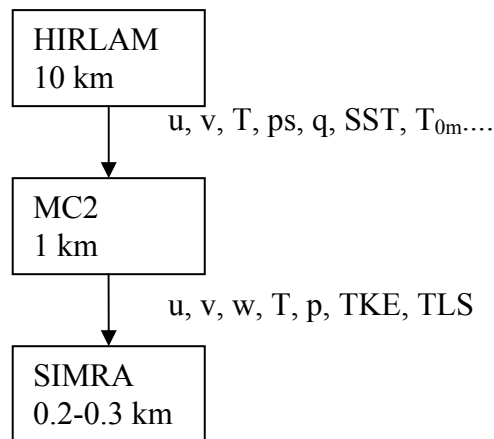 HIRLAM
10 km
u, v, T, ps, q, SST, T0m....
MC2
1 km
u, v, w, T, p, TKE, TLS
SIMRA
0.2-0.3 km